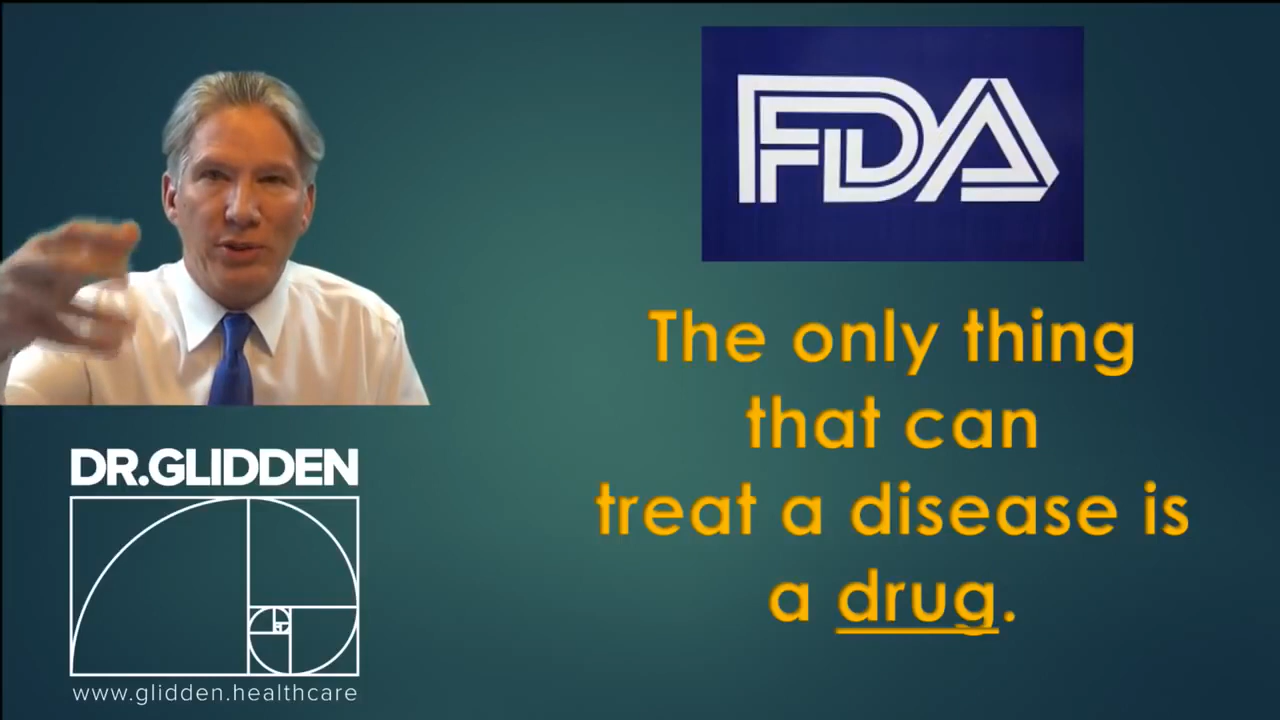 FDA
The only thing
that can
treat a disease is
a drug.
DR.GLIDDEN
www.glidden.healthcare